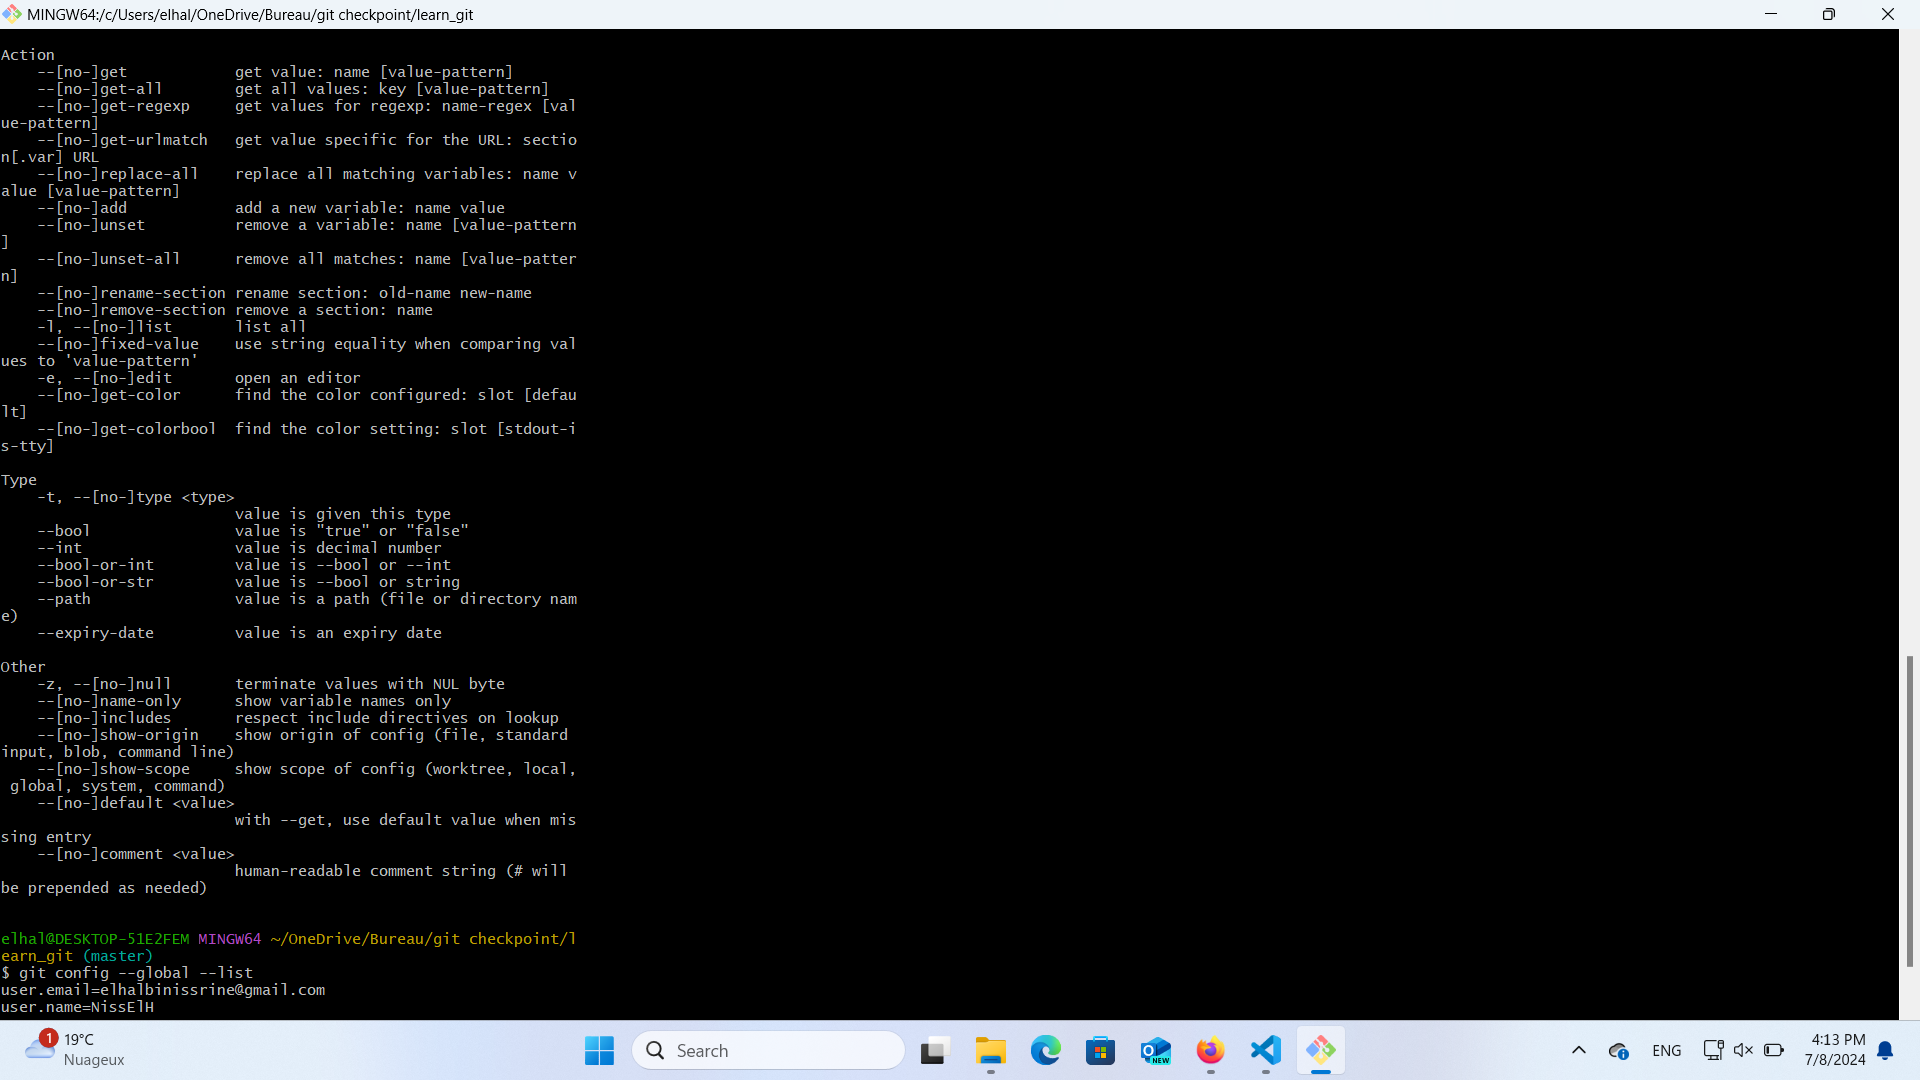 MINGW64:/c/Users/elhal/OneDrive/Bureau/git checkpoint/learn_git
Action
    --[no-]get            get value: name [value-pattern]
    --[no-]get-all        get all values: key [value-pattern]
    --[no-]get-regexp     get values for regexp: name-regex [val
ue-pattern]
    --[no-]get-urlmatch   get value specific for the URL: sectio
n[.var] URL
    --[no-]replace-all    replace all matching variables: name v
alue [value-pattern]
    --[no-]add            add a new variable: name value
    --[no-]unset          remove a variable: name [value-pattern
]
    --[no-]unset-all      remove all matches: name [value-patter
n]
    --[no-]rename-section rename section: old-name new-name
    --[no-]remove-section remove a section: name
    -l, --[no-]list       list all
    --[no-]fixed-value    use string equality when comparing val
ues to 'value-pattern'
    -e, --[no-]edit       open an editor
    --[no-]get-color      find the color configured: slot [defau
lt]
    --[no-]get-colorbool  find the color setting: slot [stdout-i
s-tty]
Type
    -t, --[no-]type <type>
                          value is given this type
    --bool                value is "true" or "false"
    --int                 value is decimal number
    --bool-or-int         value is --bool or --int
    --bool-or-str         value is --bool or string
    --path                value is a path (file or directory nam
e)
    --expiry-date         value is an expiry date
Other
    -z, --[no-]null       terminate values with NUL byte
    --[no-]name-only      show variable names only
    --[no-]includes       respect include directives on lookup
    --[no-]show-origin    show origin of config (file, standard
input, blob, command line)
    --[no-]show-scope     show scope of config (worktree, local,
 global, system, command)
    --[no-]default <value>
                          with --get, use default value when mis
sing entry
    --[no-]comment <value>
                          human-readable comment string (# will
be prepended as needed)
elhal@DESKTOP-51E2FEM MINGW64 ~/OneDrive/Bureau/git checkpoint/l
earn_git (master)
$ git config --global --list
user.email=elhalbinissrine@gmail.com
user.name=NissElH
1
19°C
Nuageux
Search
NEW
ENG
4:13 PM
7/8/2024